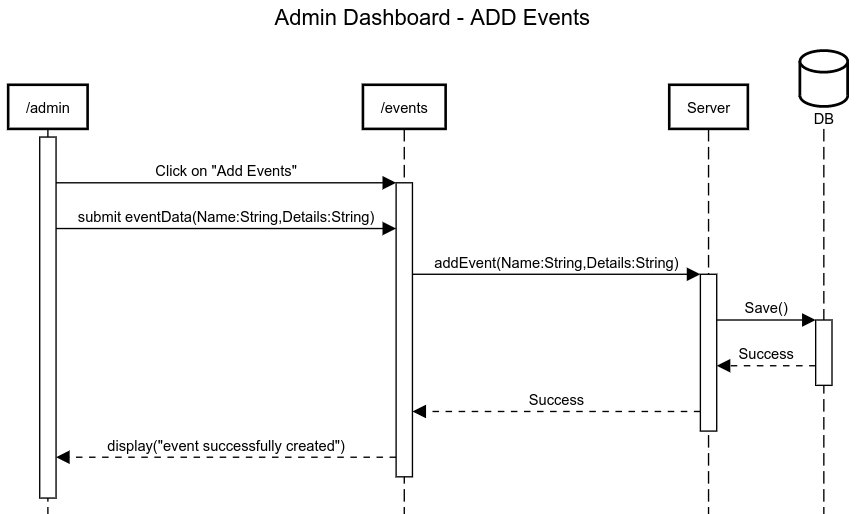 Admin Dashboard - ADD Events
/admin
/events
Server
DB
Click on "Add Events"
submit eventData(Name:String,Details:String)
addEvent(Name:String,Details:String)
Save()
Success
Success
display("event successfully created")